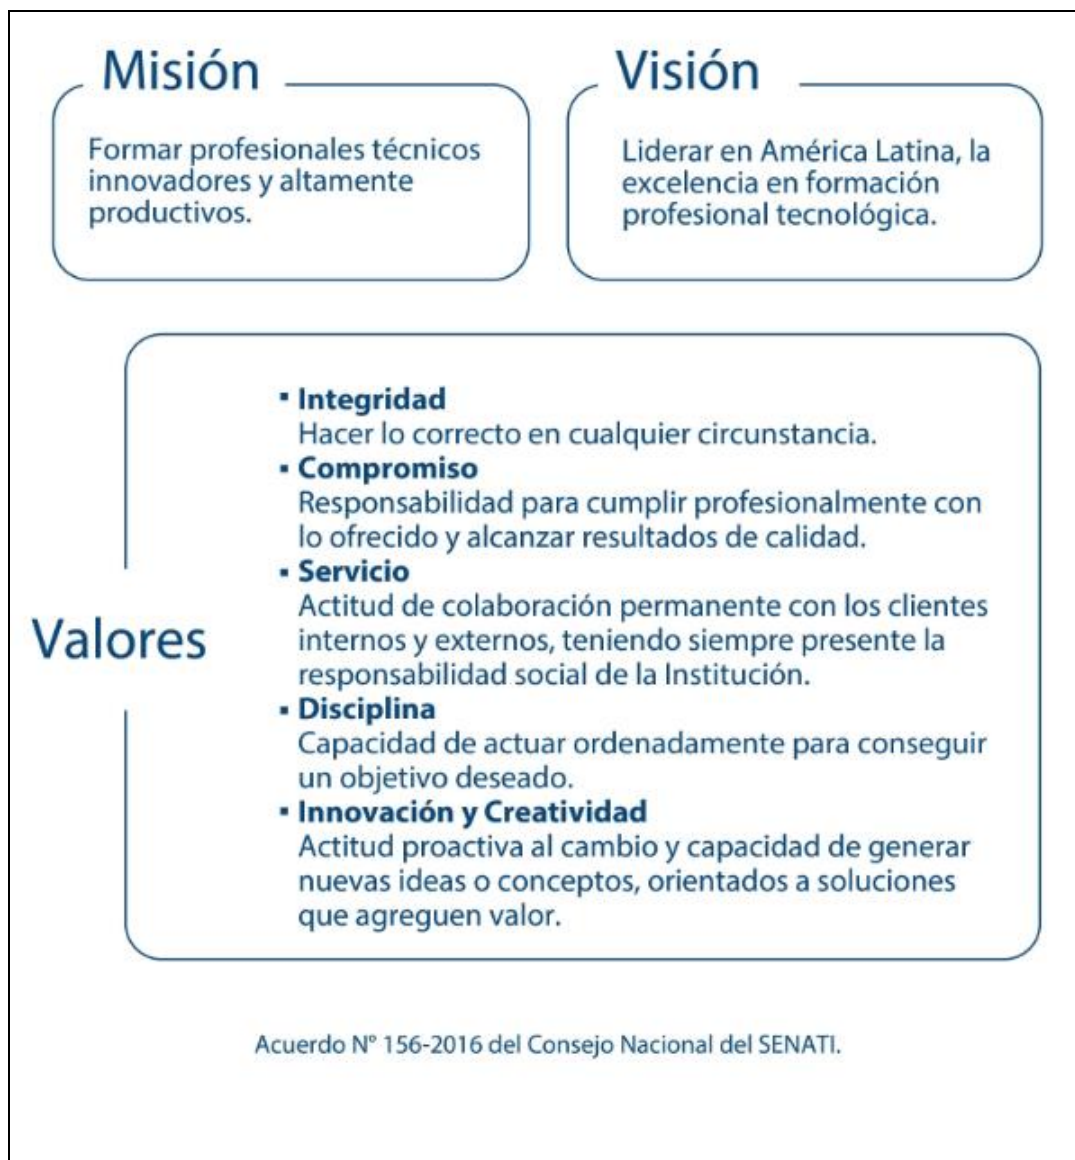 Misión
Formar profesionales técnicos
innovadores y altamente
productivos.
Visión
Liderar en América Latina, la
excelencia en formación
profesional tecnológica.
Valores
▪ Integridad
Hacer lo correcto en cualquier circunstancia.
▪ Compromiso
Responsabilidad para cumplir profesionalmente con
lo ofrecido y alcanzar resultados de calidad.
▪ Servicio
Actitud de colaboración permanente con los clientes
internos y externos, teniendo siempre presente la
responsabilidad social de la Institución.
▪ Disciplina
Capacidad de actuar ordenadamente para conseguir
un objetivo deseado.
▪ Innovación y Creatividad
Actitud proactiva al cambio y capacidad de generar
nuevas ideas o conceptos, orientados a soluciones
que agreguen valor.
Acuerdo N° 156-2016 del Consejo Nacional del SENATI.